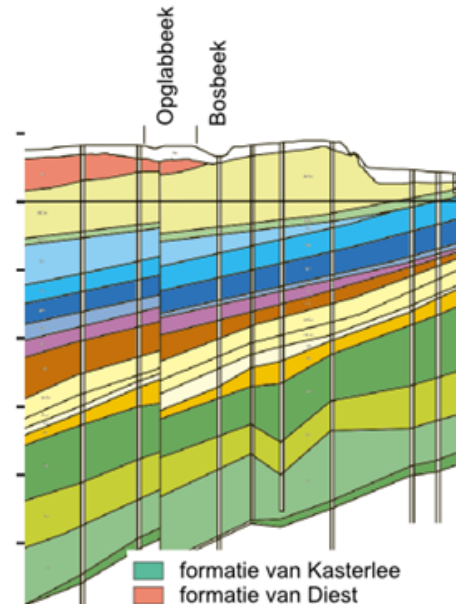 Opglabbeek
Bosbeek
formatie van Kasterlee
formatie van Diest